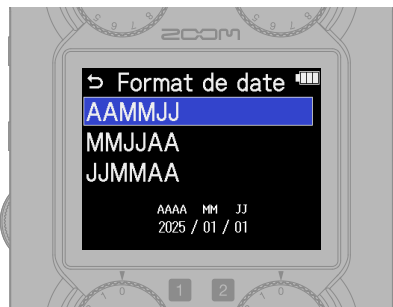 ZOOM
Format de date
AAMMJJ
MMJJAA
JJMMAA
AAAA MM JJ
2025 / 01 / 01
1 2